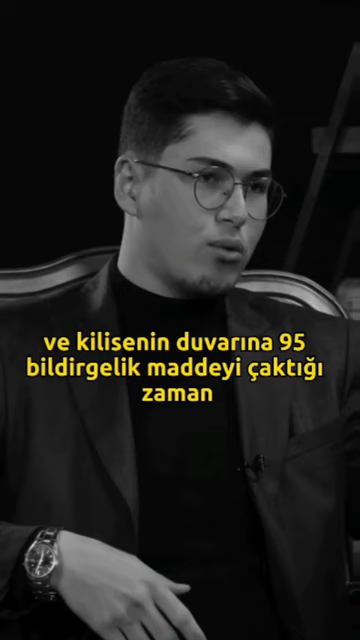 ve kilisenin duvarına 95
bildirgelik maddeyi çaktığı
zaman